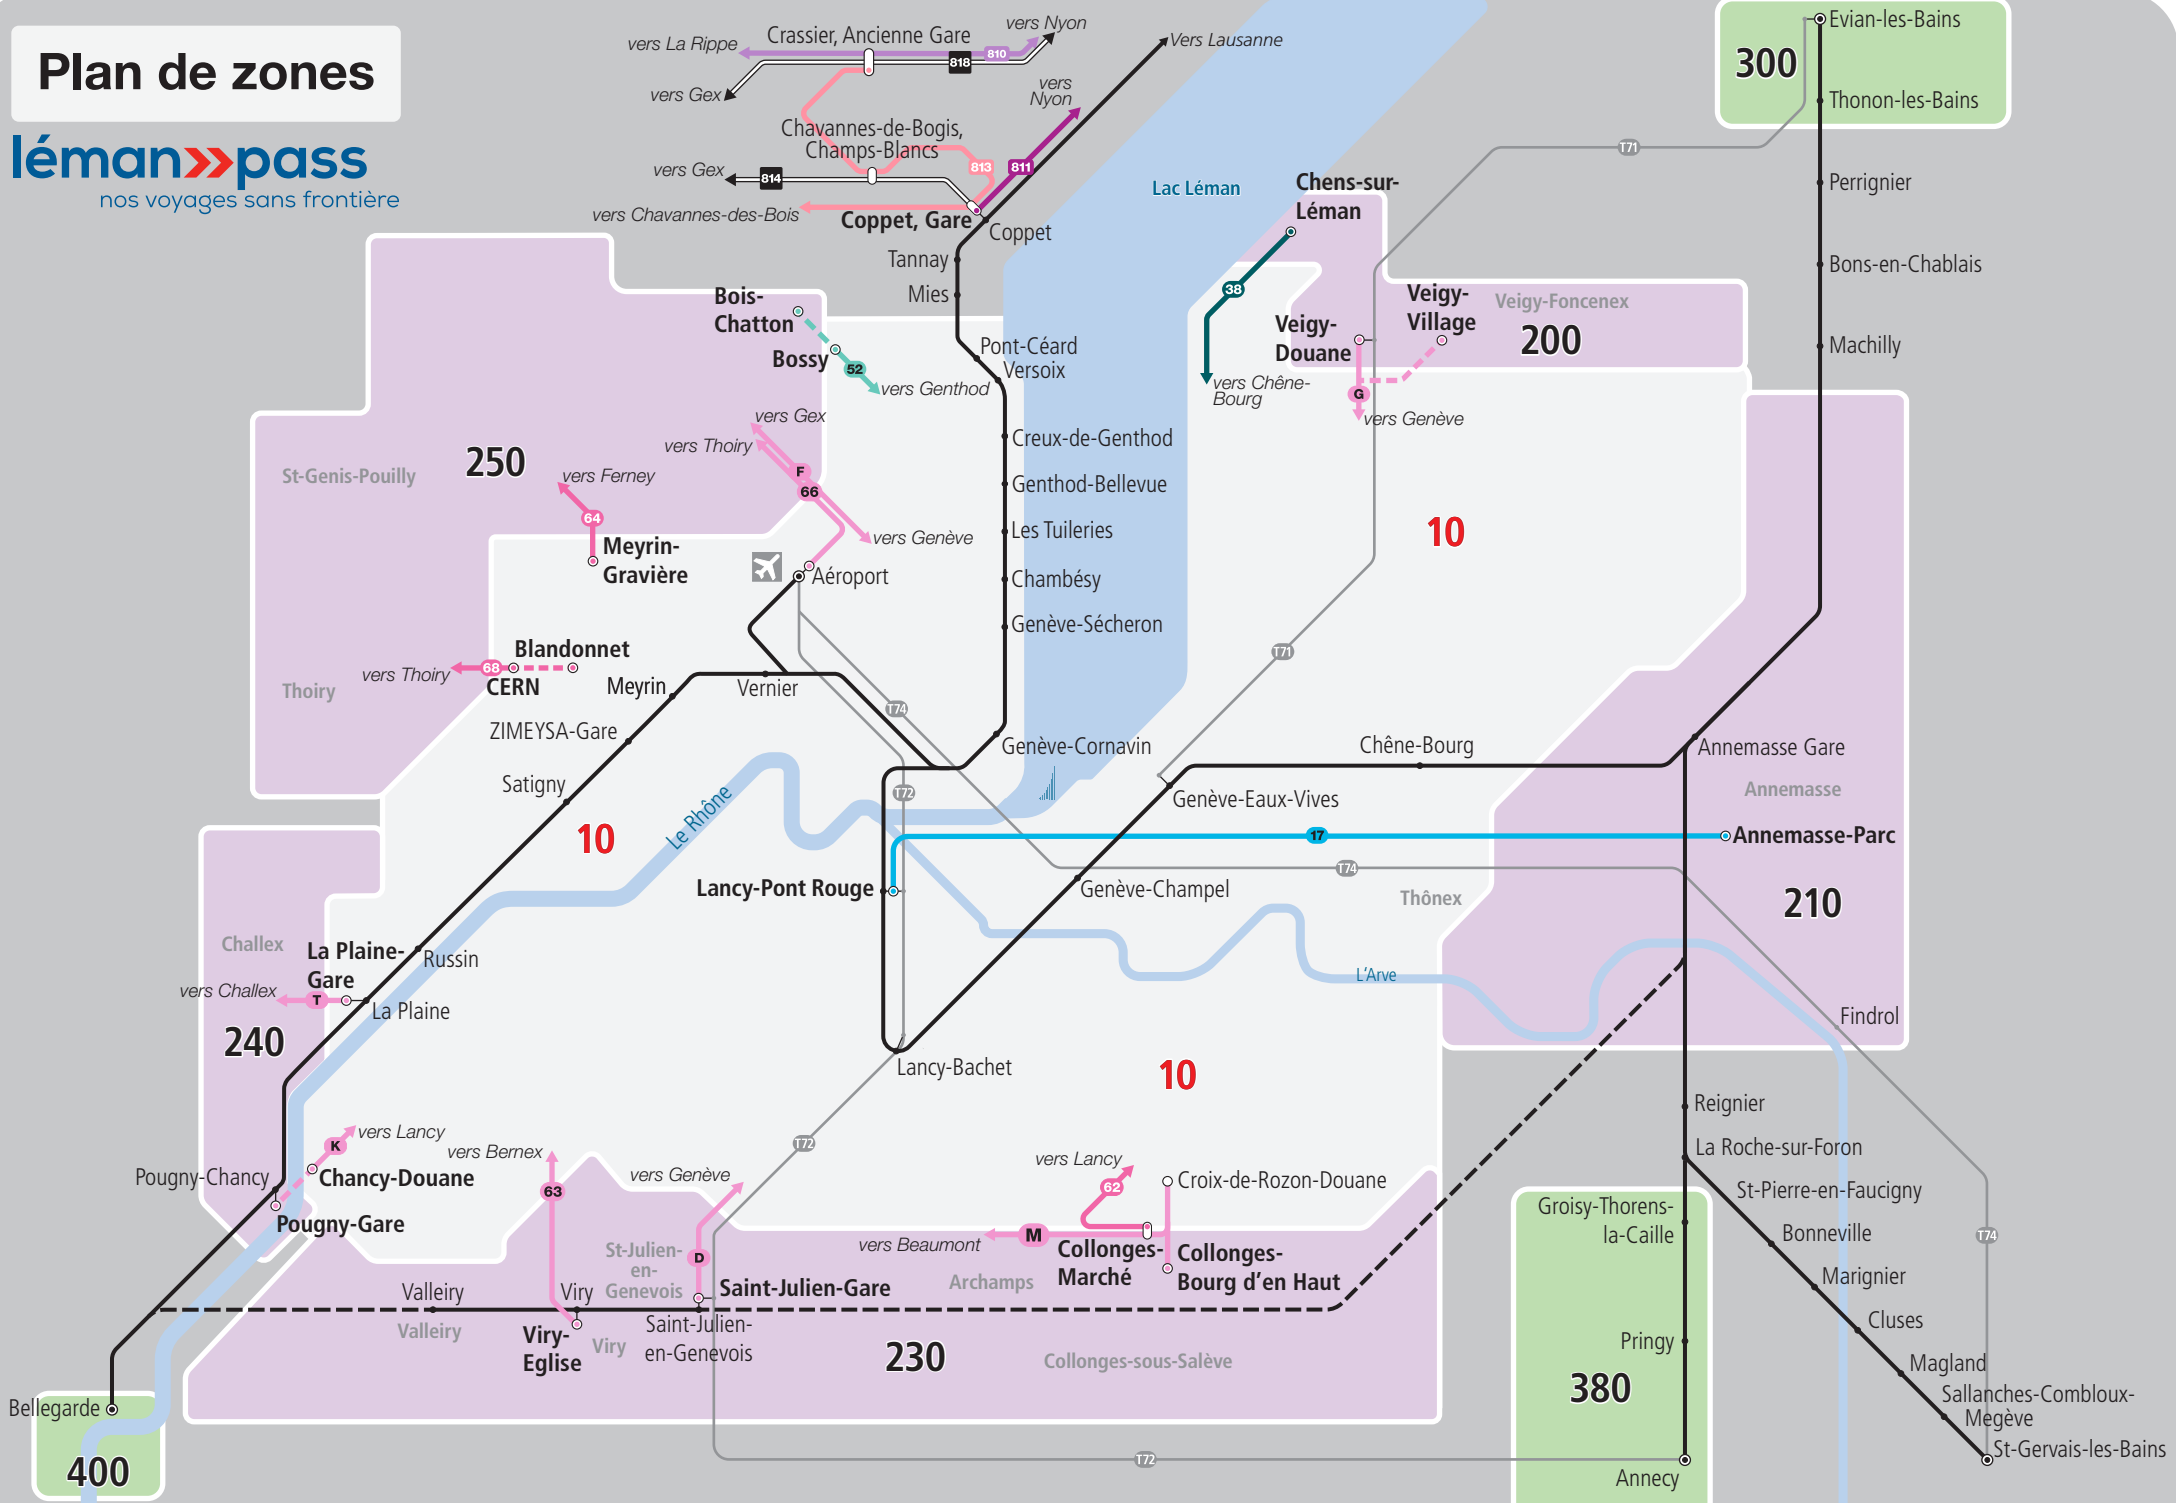 Plan de zones
léman pass
nos voyages sans frontière
vers La Rippe
Crassier, Ancienne Gare
vers Nyon
810
818
Vers Lausanne
vers Gex
vers
Nyon
Chavannes-de-Bogis,
Champs-Blancs
vers Gex
814
813
811
vers Chavannes-des-Bois
Coppet, Gare
Coppet
Tannay
Mies
Lac Léman
Chens-sur-
Léman
38
vers Chêne-
Bourg
T71
300
Evian-les-Bains
Thonon-les-Bains
Perrignier
Bons-en-Chablais
Machilly
Veigy-
Village
Veigy-Foncenex
200
Veigy-
Douane
G
vers Genève
Bois-
Chatton
Bossy
52
vers Genthod
Pont-Céard
Versoix
Creux-de-Genthod
Genthod-Bellevue
Les Tuileries
Chambésy
Genève-Sécheron
Genève-Cornavin
250
St-Genis-Pouilly
Thoiry
vers Gex
vers Thoiry
F
66
vers Genève
vers Ferney
64
Meyrin-
Gravière
Aéroport
10
Blandonnet
vers Thoiry
68
CERN
Meyrin
Vernier
ZIMEYSA-Gare
Satigny
T74
T71
T72
10
Le Rhône
Chêne-Bourg
Annemasse Gare
Annemasse
Genève-Eaux-Vives
17
Annemasse-Parc
T74
Lancy-Pont Rouge
Genève-Champel
Thônex
210
L'Arve
Findrol
Challex
La Plaine-
Gare
Russin
vers Challex
T
La Plaine
240
Lancy-Bachet
10
T72
K
vers Lancy
Chancy-Douane
Pougny-Chancy
Pougny-Gare
vers Bernex
63
vers Genève
vers Lancy
62
Croix-de-Rozon-Douane
M
vers Beaumont
Collonges-
Marché
Collonges-
Bourg d'en Haut
Archamps
D
St-Julien-
en-
Genevois
Saint-Julien-Gare
Valleiry
Valleiry
Viry
Viry-
Eglise
Viry
Saint-Julien-
en-Genevois
230
Collonges-sous-Salève
Reignier
La Roche-sur-Foron
St-Pierre-en-Faucigny
Groisy-Thorens-
la-Caille
Bonneville
T74
Marignier
Cluses
Pringy
Magland
380
Sallanches-Combloux-
Megève
St-Gervais-les-Bains
Bellegarde
400
T72
Annecy